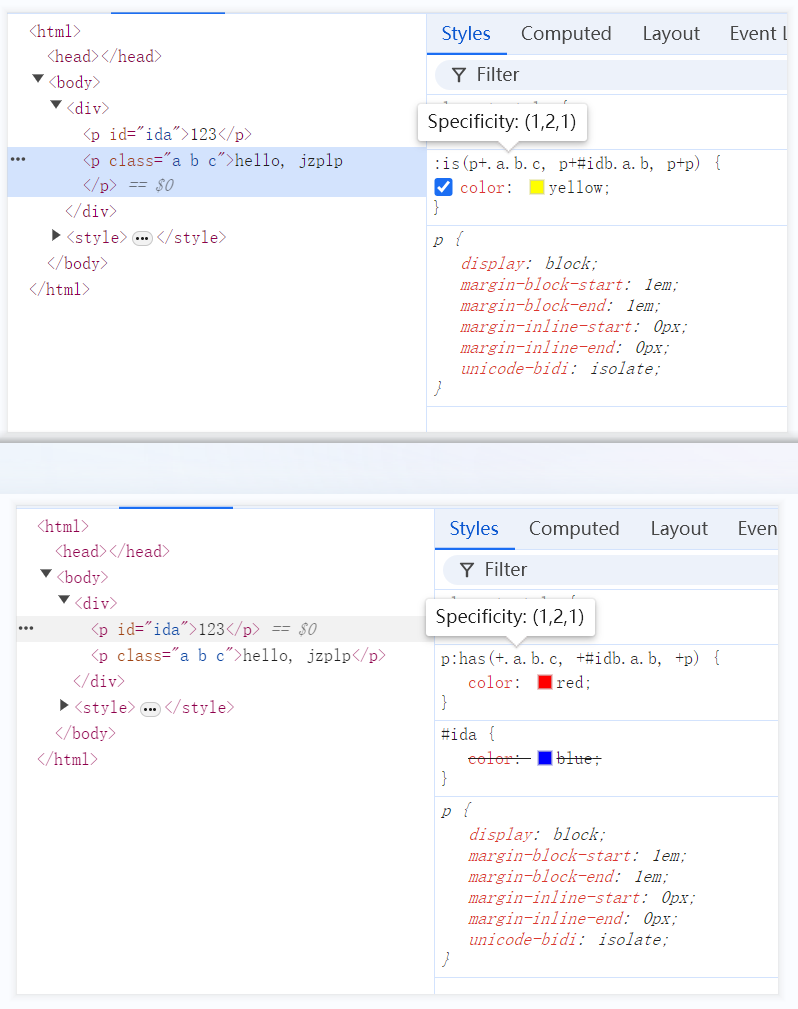 <html>
Styles Computed Layout Event L
<head></head>
Filter
<body>
<div>
Specificity: (1,2,1)
<p id="ida">123</p>
<p class="a b c">hello, jzplp
</p> == $0
:is(p+.a.b.c, p+#idb.a.b, p+p) {
color: yellow;
}
</div>
<style> ••• </style>
</body>
</html>
p {
display: block;
margin-block-start: 1em;
margin-block-end: 1em;
margin-inline-start: 0px;
margin-inline-end: 0px;
unicode-bidi: isolate;
}
<html>
Styles Computed Layout Even
<head></head>
Filter
<body>
<div>
Specificity: (1,2,1)
<p id="ida">123</p> == $0
<p class="a b c">hello, jzplp</p>
p:has(+.a.b.c, +#idb.a.b, +p) {
color: red;
}
</div>
<style> ••• </style>
</body>
</html>
#ida {
color: blue;
}
p {
display: block;
margin-block-start: 1em;
margin-block-end: 1em;
margin-inline-start: 0px;
margin-inline-end: 0px;
unicode-bidi: isolate;
}